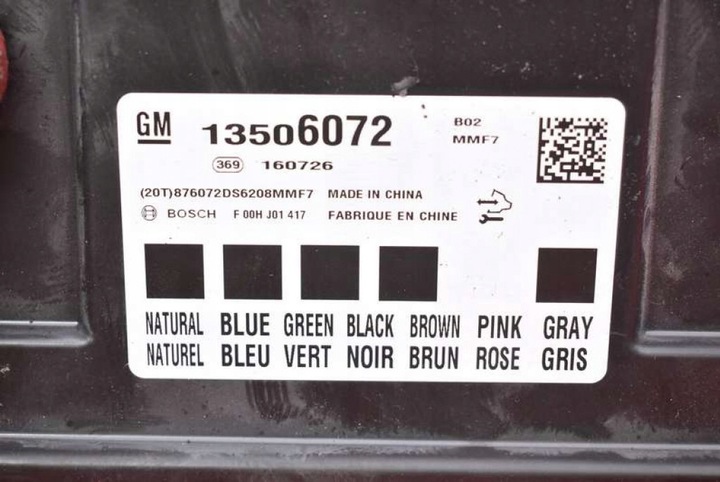 GM 13506072 B02
MMF7
369 160726
(20T)876072DS6208MMF7 MADE IN CHINA
BOSCH F 00H J01 417 FABRIQUE EN CHINE
NATURAL BLUE GREEN BLACK BROWN PINK GRAY
NATUREL BLEU VERT NOIR BRUN ROSE GRIS